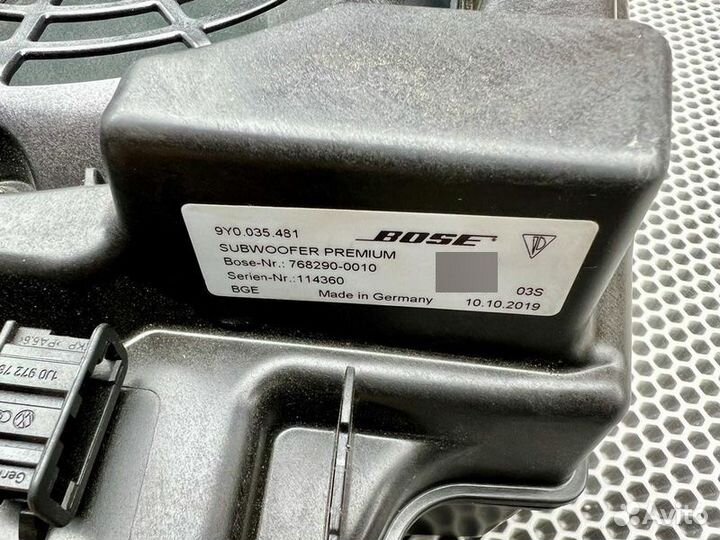 9Y0.035.481 BOSE
SUBWOOFER PREMIUM
Bose-Nr.: 768290-0010
Serien-Nr.:114360 03S
BGE Made in Germany 10.10.2019
1J0 972
Avito